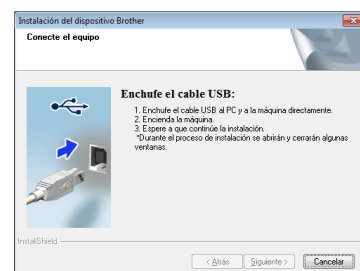 Instalación del dispositivo Brother
Conecte el equipo
Enchufe el cable USB:
1. Enchufe el cable USB al PC y a la máquina directamente.
2. Encienda la máquina.
3. Espere a que continúe la instalación.
*Durante el proceso de instalación se abrirán y cerrarán algunas
ventanas.
InstallShield
< Atrás
Siguiente >
Cancelar